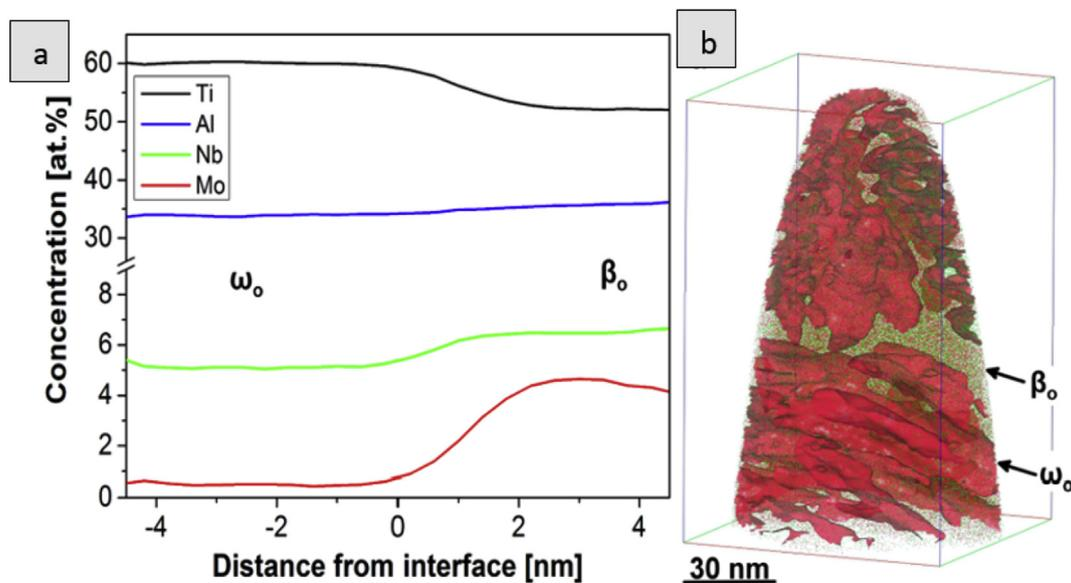 a
b
60
50
40
30
8
6
4
2
0
Concentration [at.%]
Ti
Al
Nb
Mo
ωₒ
βₒ
-4
-2
0
2
4
Distance from interface [nm]
βₒ
ωₒ
30 nm